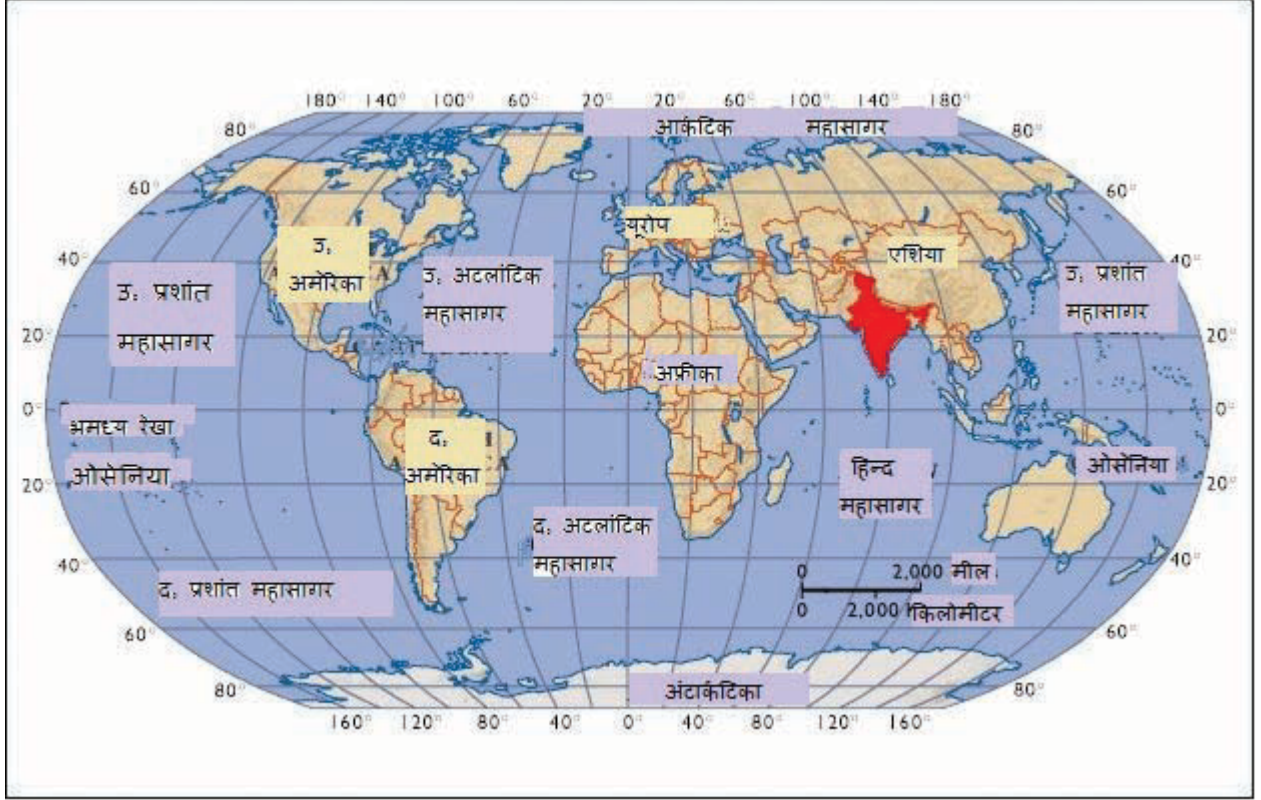 180° 140° 100° 60° 20° 20° 60° 100° 140° 180°
आर्कटिक महासागर
80° 80°
60° 60°
यूरोप
उ. अमेरिका
एशिया
40° 40°
उ. प्रशांत महासागर
उ. अटलांटिक महासागर
उ. प्रशांत महासागर
20° 20°
अफ्रीका
0° 0°
भ्रमध्य रेखा
ओसेनिया
द. अमेरिका
हिन्द महासागर
ओसेनिया
20° 20°
द. अटलांटिक महासागर
40° 40°
द. प्रशांत महासागर
0 2,000 मील
0 2,000 किलोमीटर
60° 60°
80° 80°
अंटार्कटिका
160° 120° 80° 40° 0° 40° 80° 120° 160°